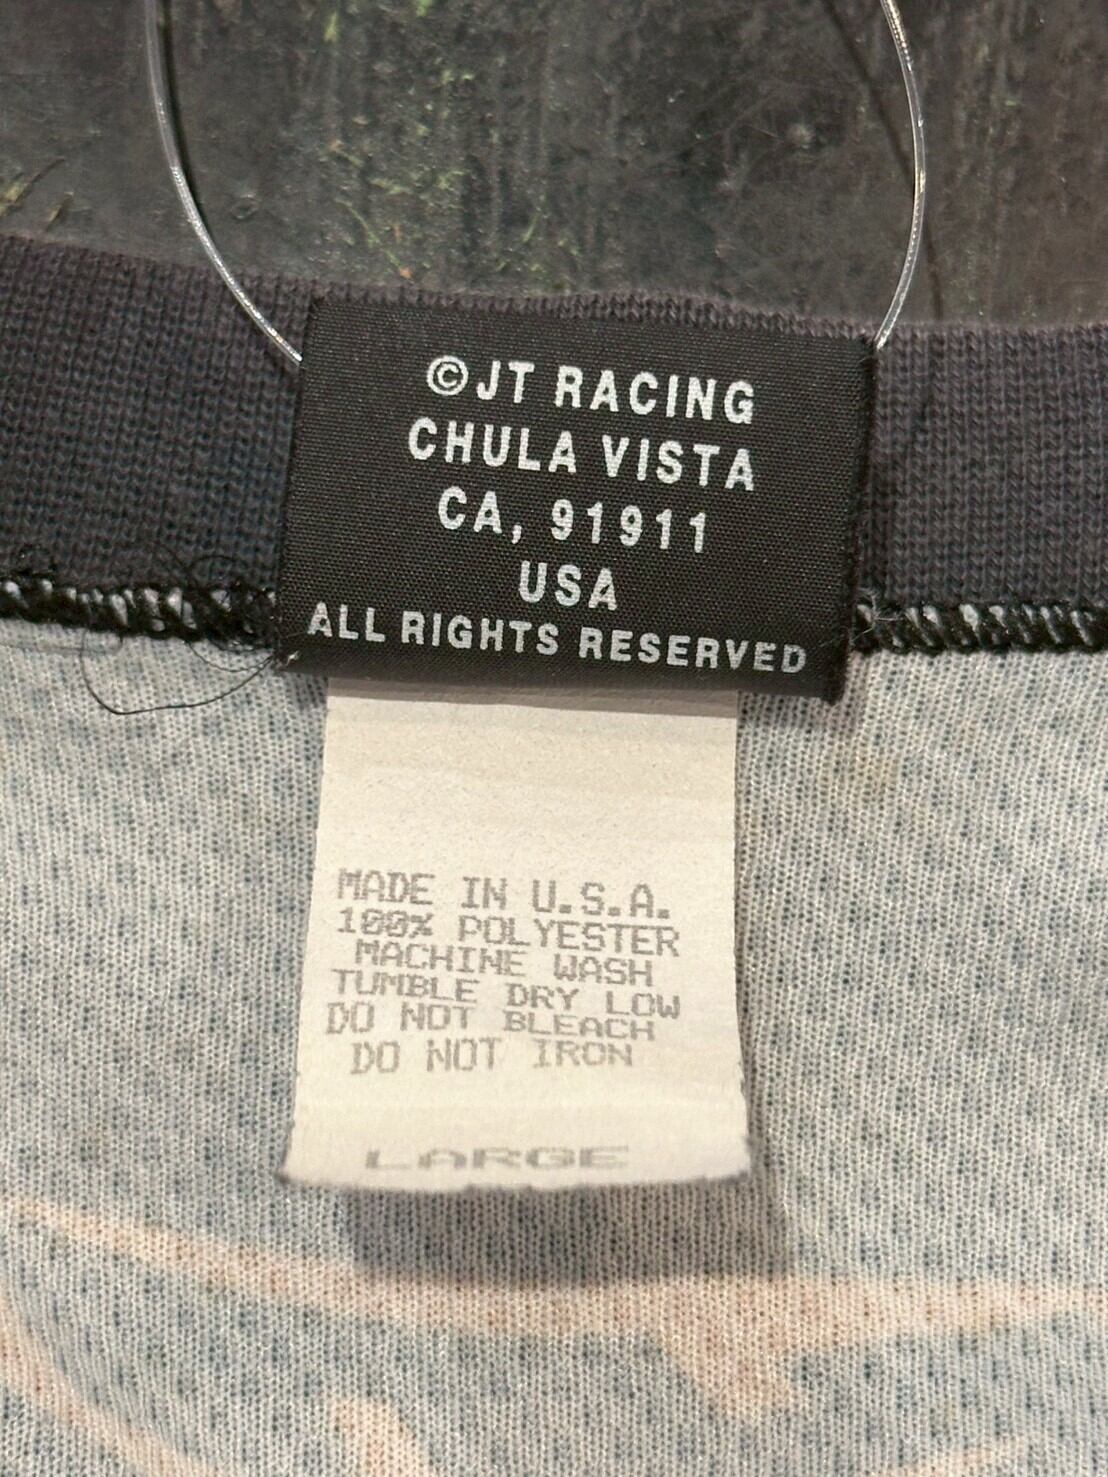 ©JT RACING
CHULA VISTA
CA, 91911
USA
ALL RIGHTS RESERVED
MADE IN U.S.A.
100% POLYESTER
MACHINE WASH
TUMBLE DRY LOW
DO NOT BLEACH
DO NOT IRON
LARGE